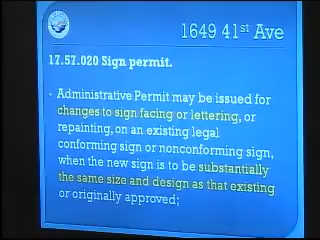 1649 41st Ave
17.57.020 Sign permit.
· Administrative Permit may be issued for
changes to sign facing or lettering, or
repainting, on an existing legal
conforming sign or nonconforming sign,
when the new sign is to be substantially
the same size and design as that existing
or originally approved;